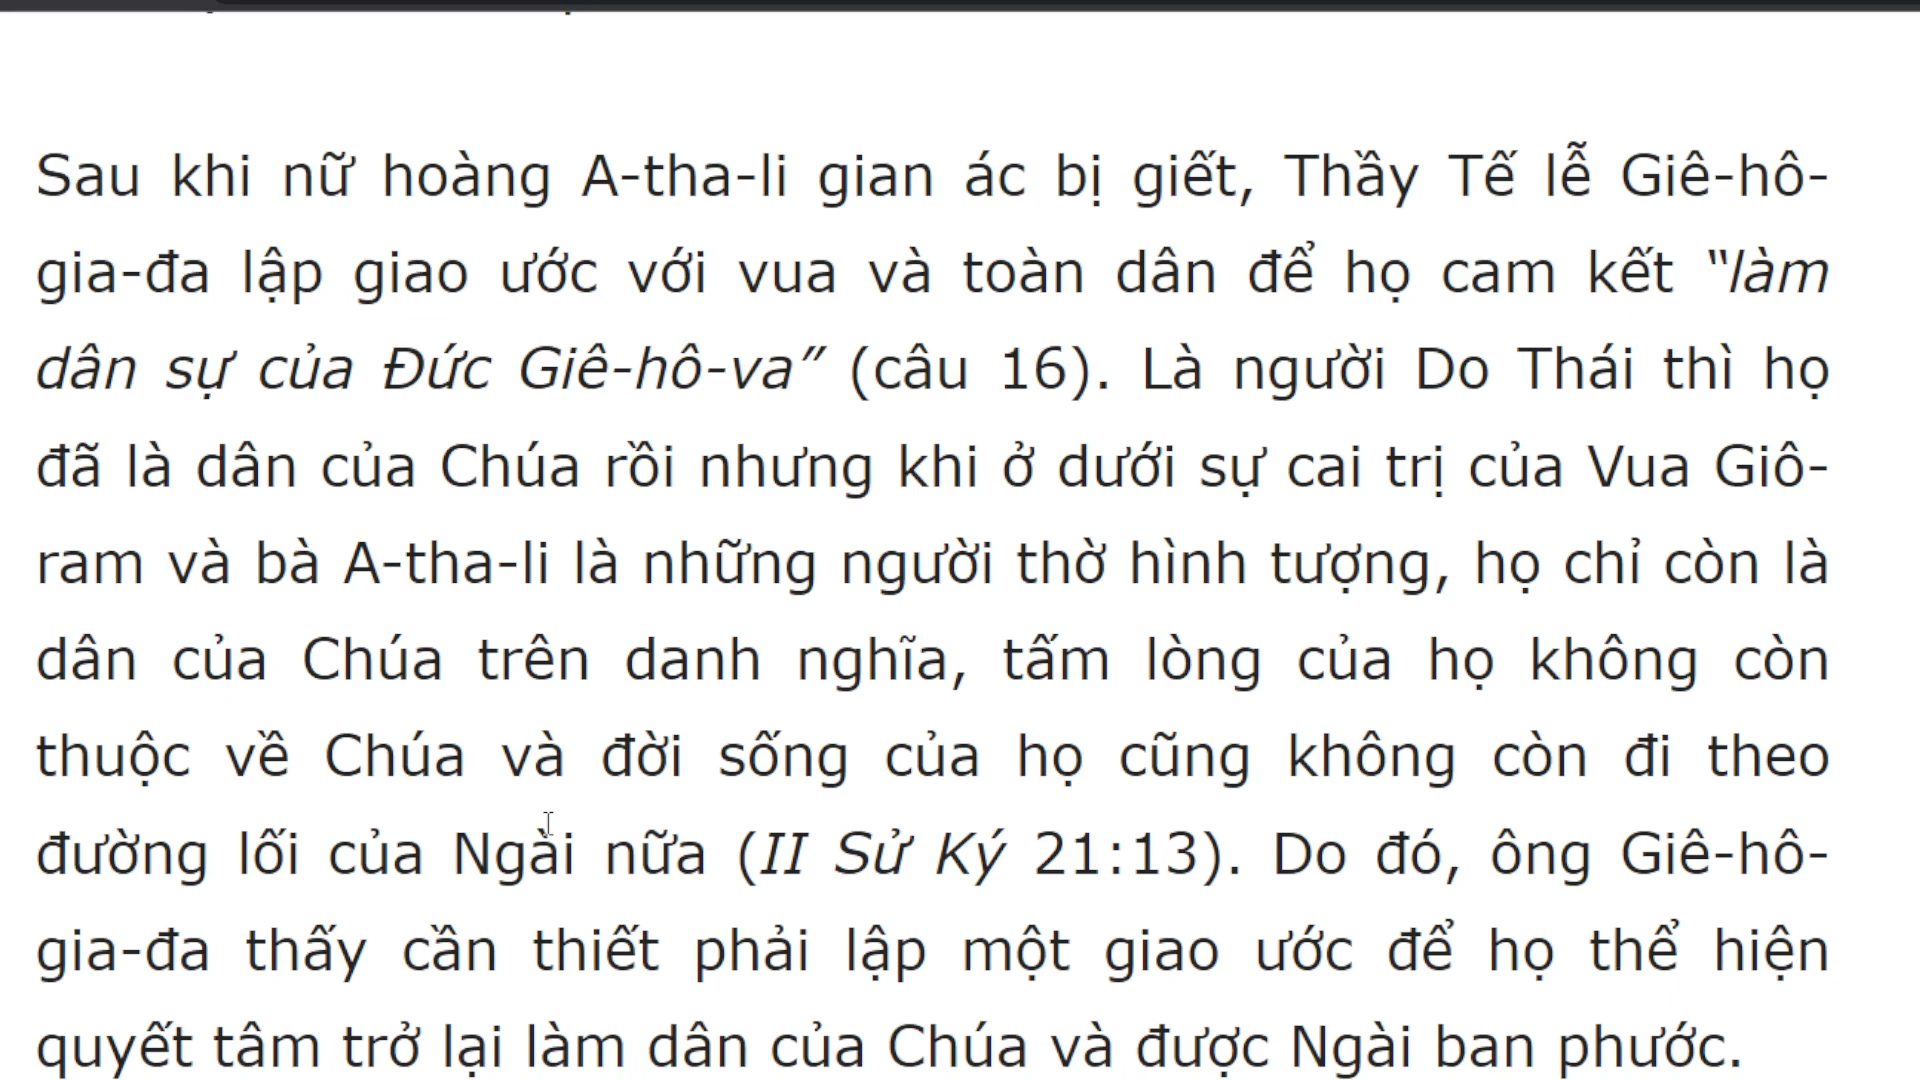 Sau khi nữ hoàng A-tha-li gian ác bị giết, Thầy Tế lễ Giê-hô-
gia-đa lập giao ước với vua và toàn dân để họ cam kết “làm
dân sự của Đức Giê-hô-va” (câu 16). Là người Do Thái thì họ
đã là dân của Chúa rồi nhưng khi ở dưới sự cai trị của Vua Giô-
ram và bà A-tha-li là những người thờ hình tượng, họ chỉ còn là
dân của Chúa trên danh nghĩa, tấm lòng của họ không còn
thuộc về Chúa và đời sống của họ cũng không còn đi theo
đường lối của Ngài nữa (II Sử Ký 21:13). Do đó, ông Giê-hô-
gia-đa thấy cần thiết phải lập một giao ước để họ thể hiện
quyết tâm trở lại làm dân của Chúa và được Ngài ban phước.